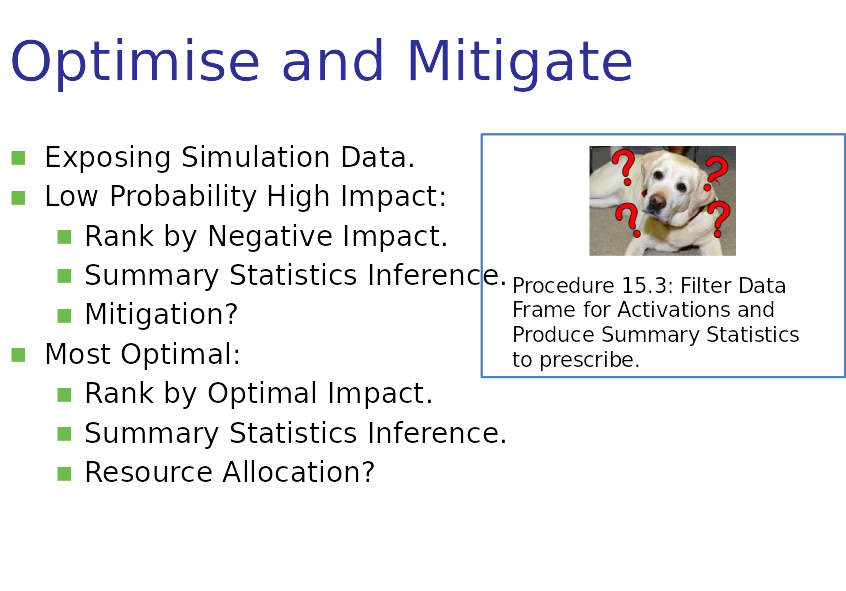 Optimise and Mitigate
Exposing Simulation Data.
Low Probability High Impact:
Rank by Negative Impact.
Summary Statistics Inference.
Mitigation?
Most Optimal:
Rank by Optimal Impact.
Summary Statistics Inference.
Resource Allocation?
? ?
? ?
Procedure 15.3: Filter Data
Frame for Activations and
Produce Summary Statistics
to prescribe.